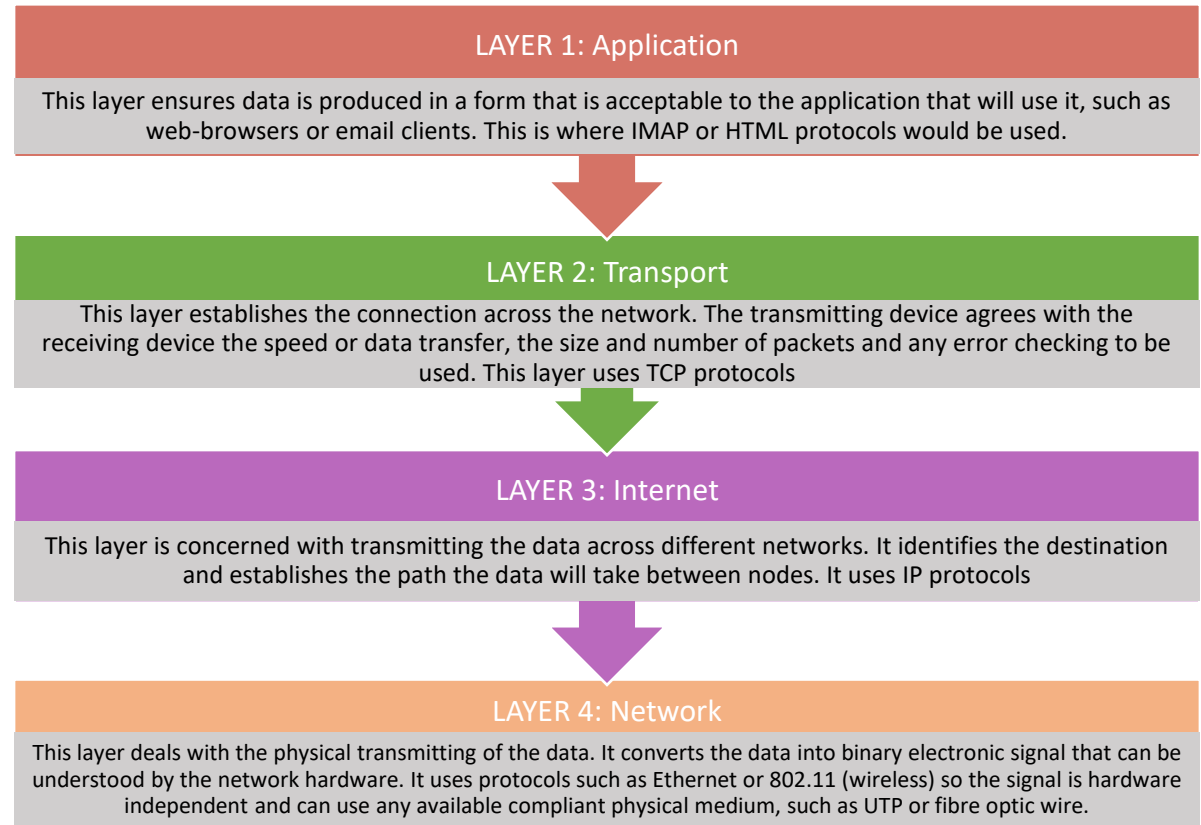 LAYER 1: Application
This layer ensures data is produced in a form that is acceptable to the application that will use it, such as
web-browsers or email clients. This is where IMAP or HTML protocols would be used.
LAYER 2: Transport
This layer establishes the connection across the network. The transmitting device agrees with the
receiving device the speed or data transfer, the size and number of packets and any error checking to be
used. This layer uses TCP protocols
LAYER 3: Internet
This layer is concerned with transmitting the data across different networks. It identifies the destination
and establishes the path the data will take between nodes. It uses IP protocols
LAYER 4: Network
This layer deals with the physical transmitting of the data. It converts the data into binary electronic signal that can be
understood by the network hardware. It uses protocols such as Ethernet or 802.11 (wireless) so the signal is hardware
independent and can use any available compliant physical medium, such as UTP or fibre optic wire.